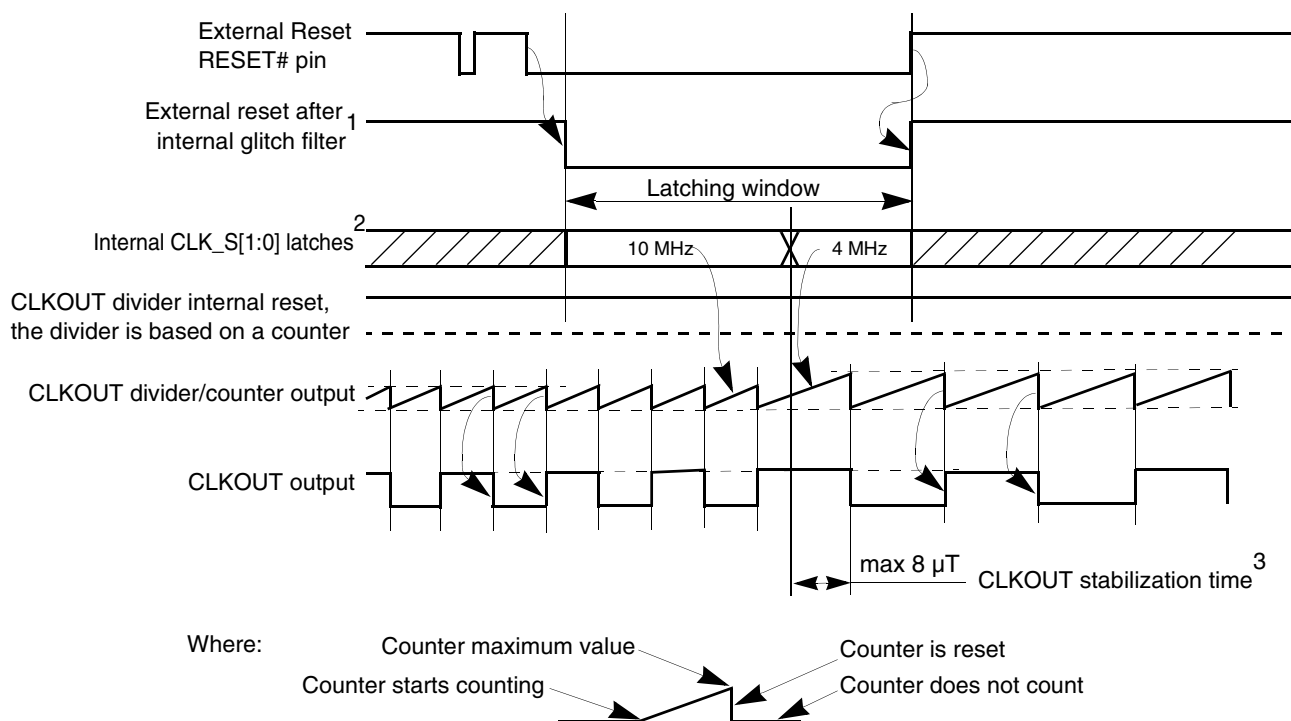 External Reset
RESET# pin
External reset after
internal glitch filter 1
Latching window
Internal CLK_S[1:0] latches 2
10 MHz
4 MHz
CLKOUT divider internal reset,
the divider is based on a counter
CLKOUT divider/counter output
CLKOUT output
max 8 µT
CLKOUT stabilization time 3
Where:
Counter maximum value
Counter is reset
Counter starts counting
Counter does not count